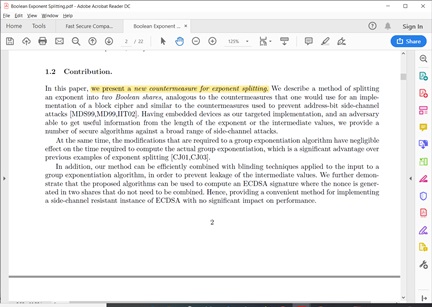 Boolean Exponent Splitting.pdf - Adobe Acrobat Reader DC
File Edit View Window Help
Home Tools Fast Secure Compa... Boolean Exponent ... × Sign In
2 / 22 120% Share
1.2 Contribution.
In this paper, we present a new countermeasure for exponent splitting. We describe a method of splitting
an exponent into two Boolean shares, analogous to the countermeasures that one would use for an imple-
mentation of a block cipher and similar to the countermeasures used to prevent address-bit side-channel
attacks [MDS99,MD99,IIT02]. Having embedded devices as our targeted implementation, and an adversary
able to get useful information from the length of the exponent or the intermediate values, we provide a
number of secure algorithms against a broad range of side-channel attacks.
At the same time, the modifications that are required to a group exponentiation algorithm have negligible
effect on the time required to compute the actual group exponentiation, which is a significant advantage over
previous examples of exponent splitting [CJ01,CJ03].
In addition, our method can be efficiently combined with blinding techniques applied to the input to a
group exponentiation algorithm, in order to prevent leakage of the intermediate values. We further demon-
strate that the proposed algorithms can be used to compute an ECDSA signature where the nonce is gener-
ated in two shares that do not need to be combined. Hence, providing a convenient method for implementing
a side-channel resistant instance of ECDSA with no significant impact on performance.
2